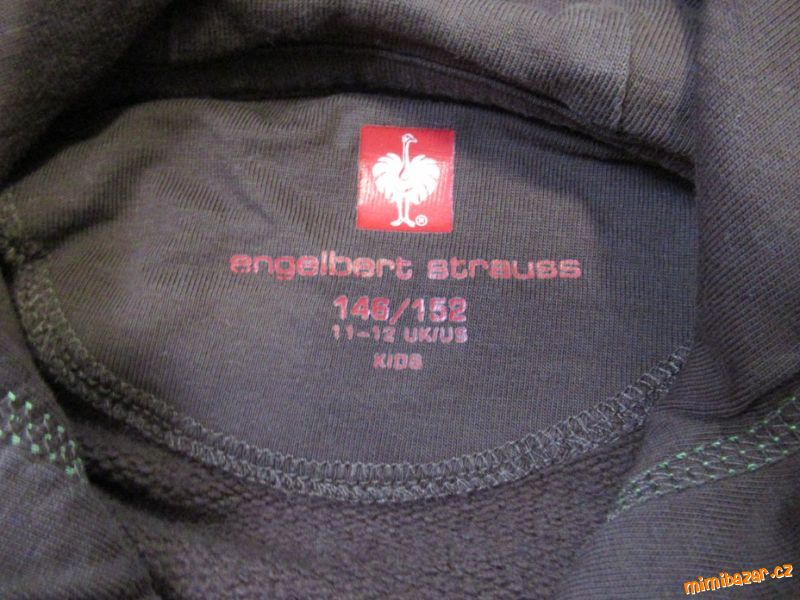 ®
engelbert strauss
146/152
11-12 UK/US
KIDS
mimibazar.cz